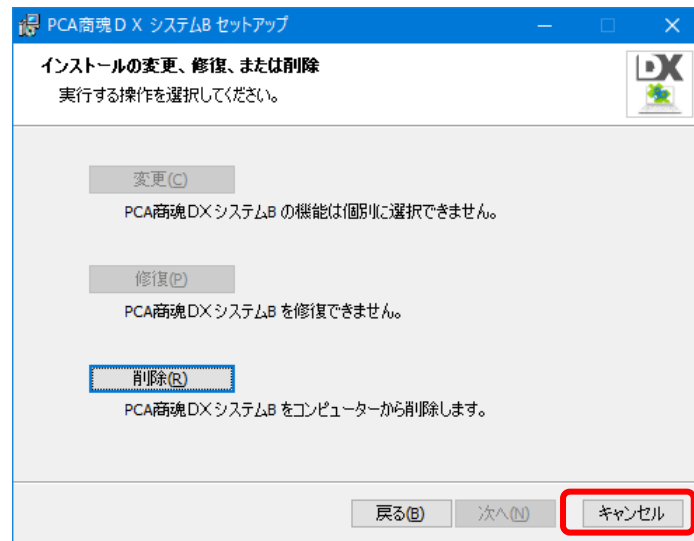 PCA商魂ＤＸ システムB セットアップ
インストールの変更、修復、または削除
実行する操作を選択してください。
DX
変更(C)
PCA商魂DXシステムB の機能は個別に選択できません。
修復(P)
PCA商魂DXシステムB を修復できません。
削除(R)
PCA商魂DXシステムB をコンピューターから削除します。
戻る(B) 次へ(N) キャンセル